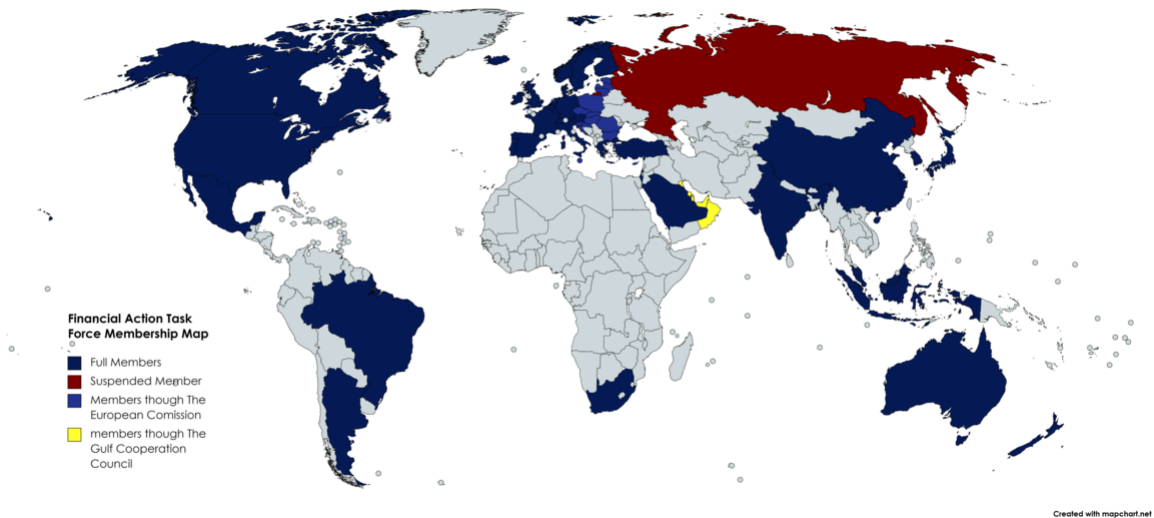 Financial Action Task
Force Membership Map
Full Members
Suspended Member
Members though The
European Comission
members though The
Gulf Cooperation
Council
Created with mapchart.net